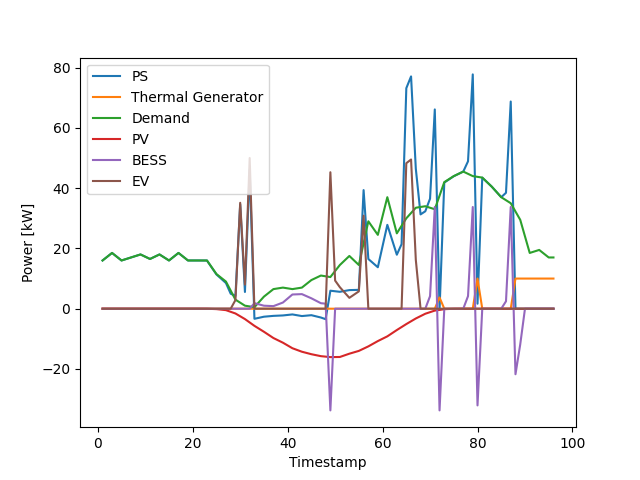 80
60
40
20
0
−20
Power [kW]
PS
Thermal Generator
Demand
PV
BESS
EV
0 20 40 60 80 100
Timestamp